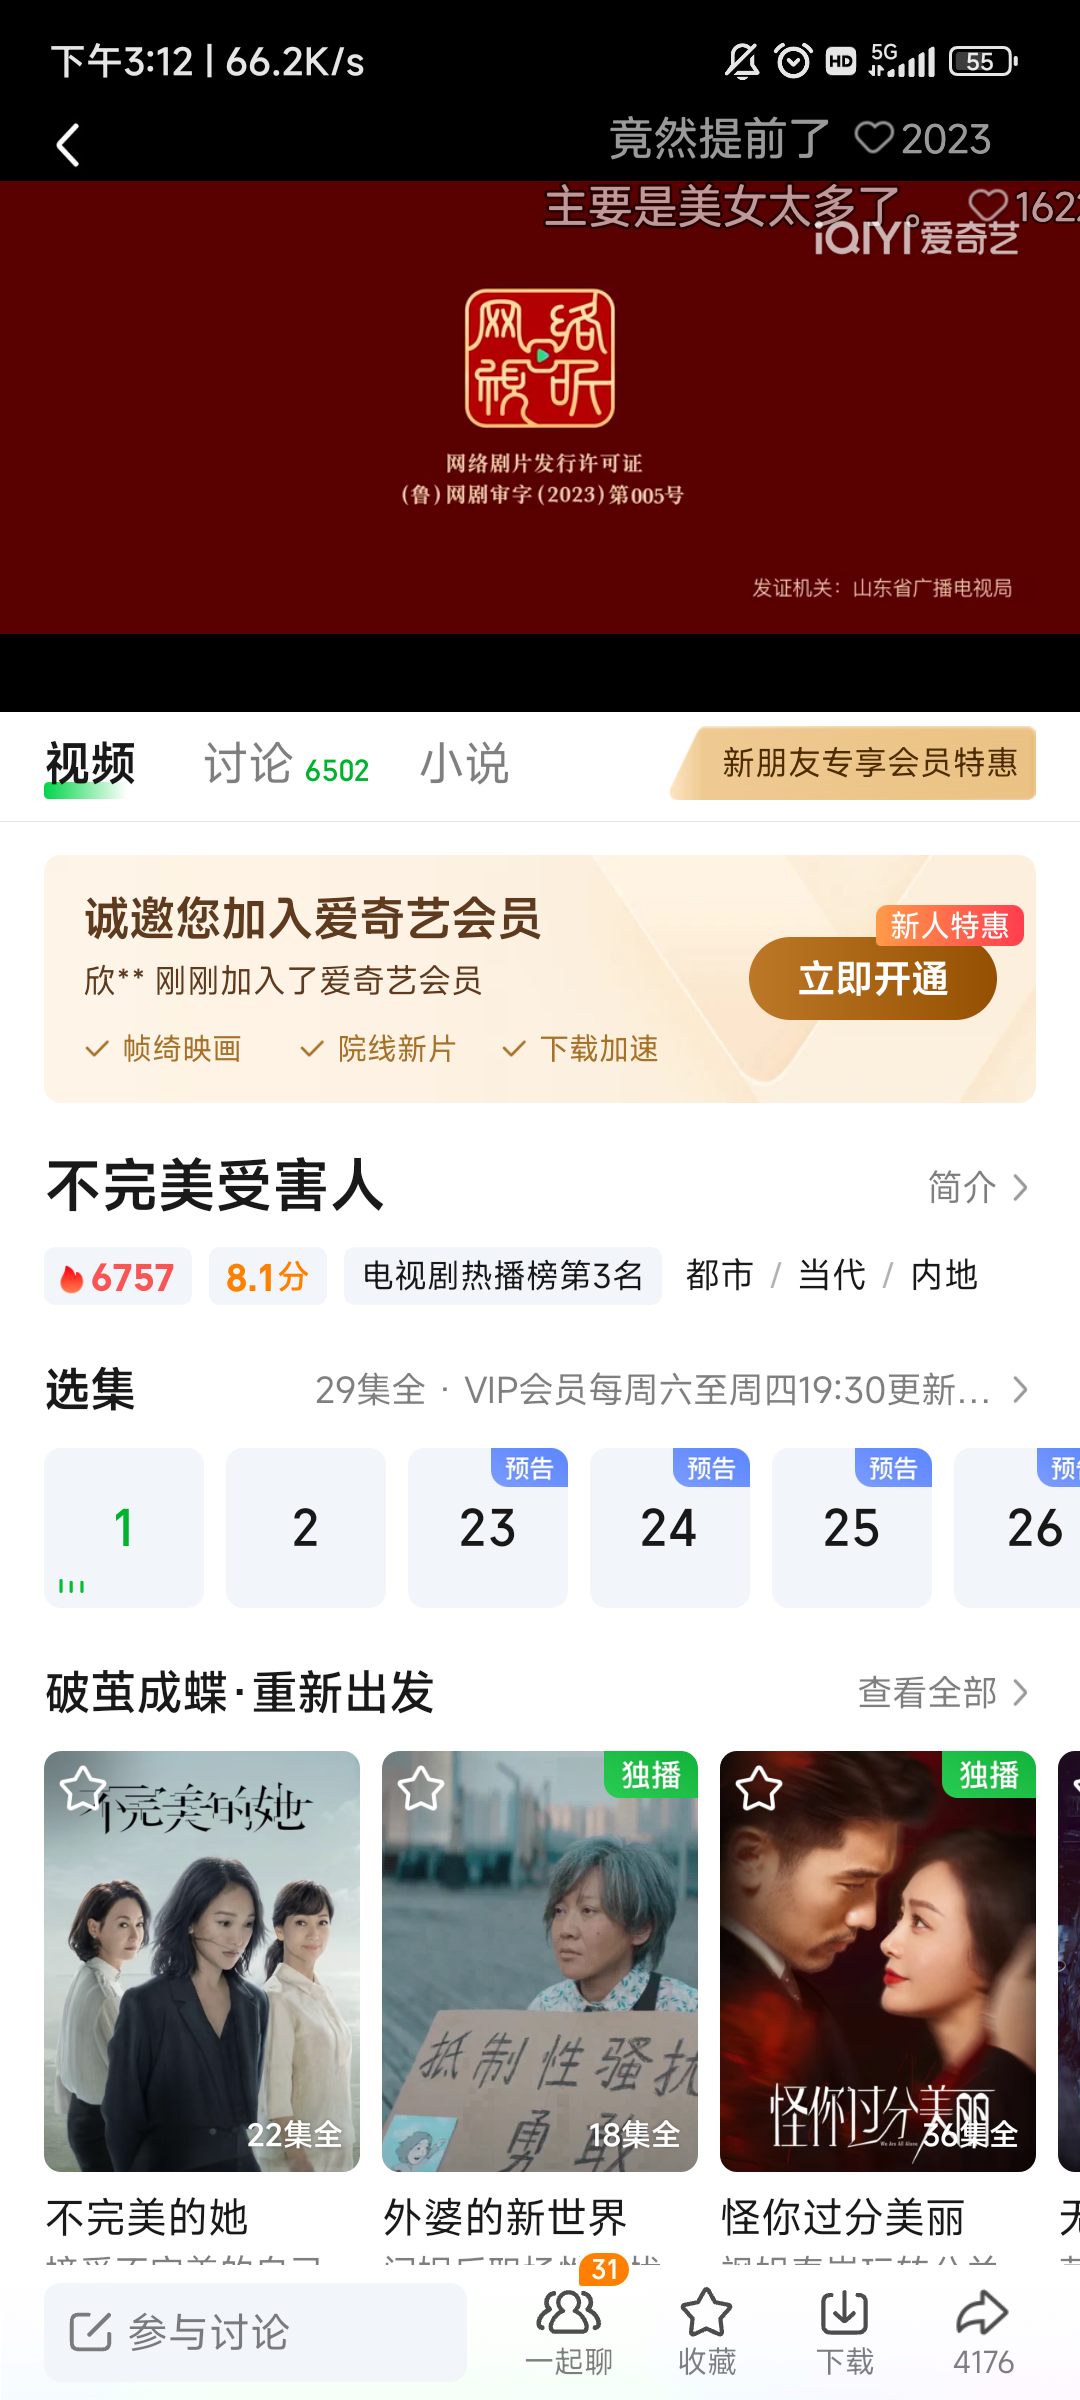 下午3:12 | 66.2K/s
HD
5G
55
竟然提前了 2023
主要是美女太多了。 162
iQIYI 爱奇艺
网络
视听
网络剧片发行许可证
(鲁)网剧审字(2023)第005号
发证机关：山东省广播电视局
视频 讨论 6502 小说 新朋友专享会员特惠
诚邀您加入爱奇艺会员
新人特惠
欣** 刚刚加入了爱奇艺会员
立即开通
帧绮映画 院线新片 下载加速
不完美受害人 简介
6757 8.1分 电视剧热播榜第3名 都市 / 当代 / 内地
选集 29集全 · VIP会员每周六至周四19:30更新...
预告 预告 预告 预告
1 2 23 24 25 26
破茧成蝶·重新出发 查看全部
不完美的她
22集全
独播
抵制性骚扰
勇敢
18集全
独播
怪你过分美丽
36集全
不完美的她 外婆的新世界 怪你过分美丽
31
参与讨论 一起聊 收藏 下载 4176